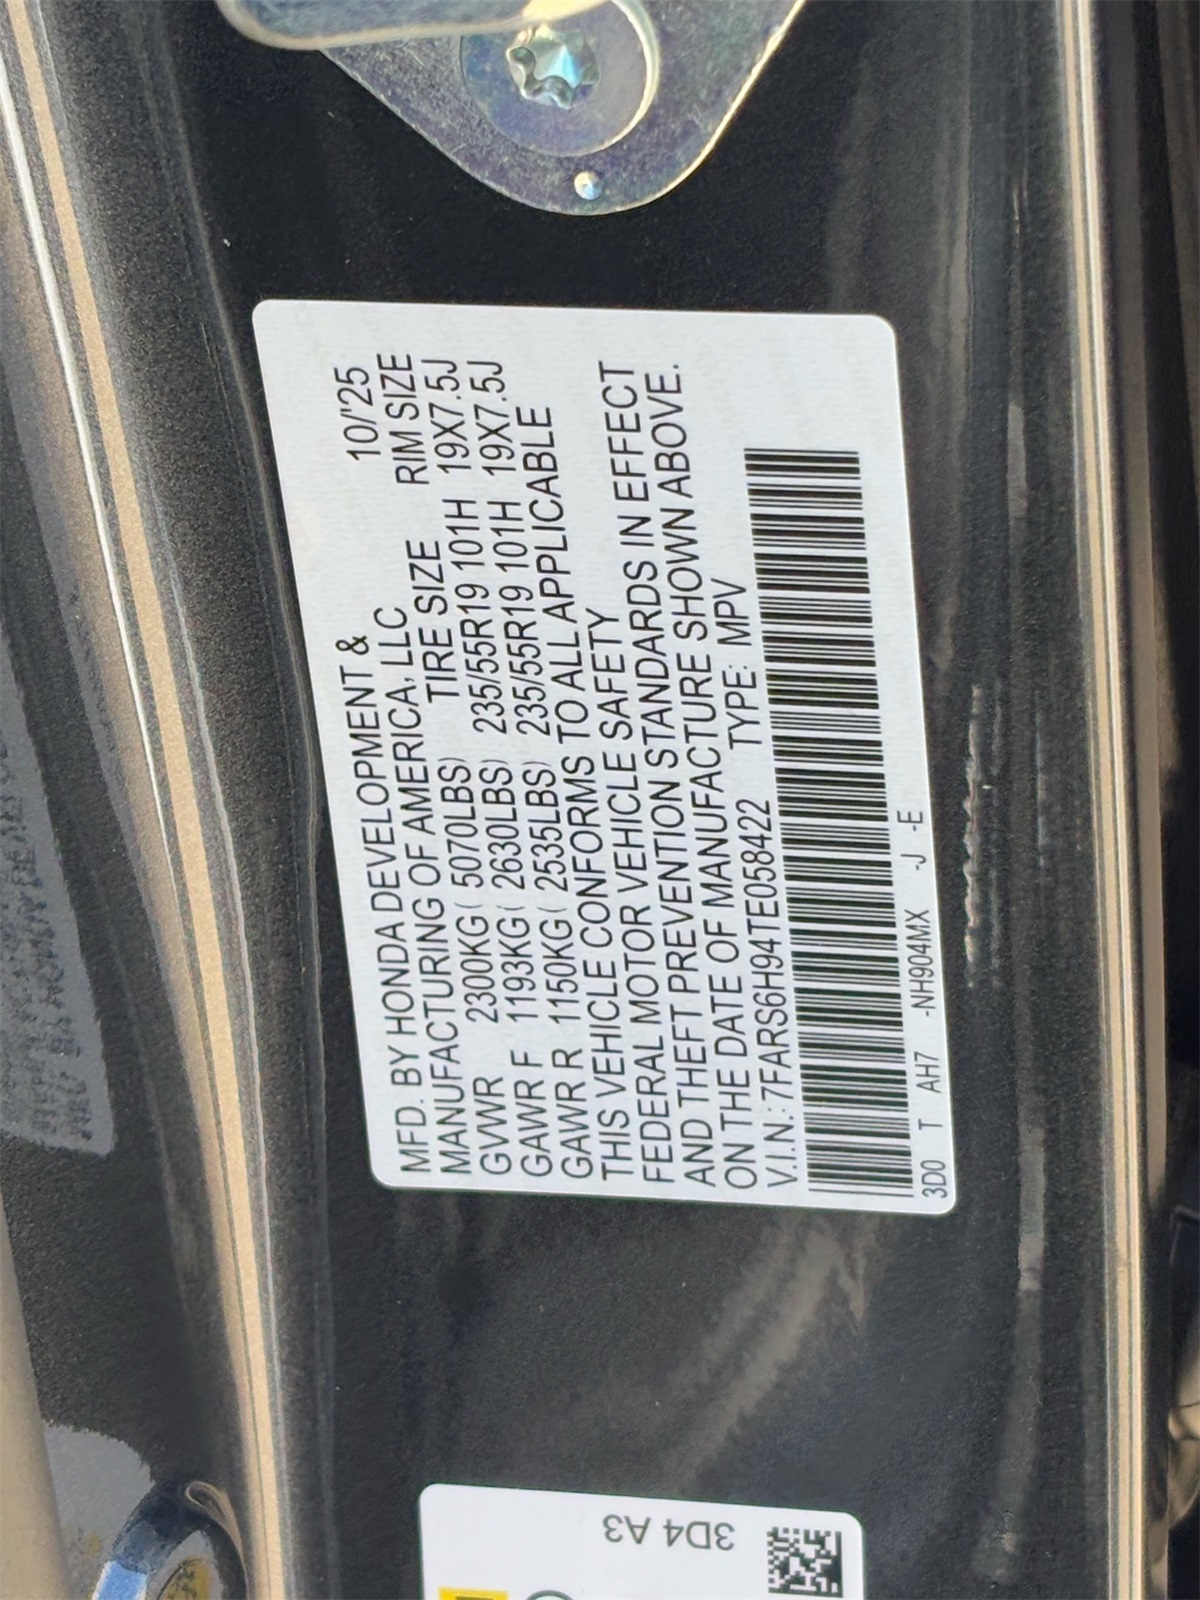 MFD. BY HONDA DEVELOPMENT & 10/'25
MANUFACTURING OF AMERICA, LLC RIM SIZE
TIRE SIZE
GVWR 2300KG( 5070LBS) 235/55R19 101H 19X7.5J
GAWR F 1193KG( 2630LBS) 235/55R19 101H 19X7.5J
GAWR R 1150KG( 2535LBS)
THIS VEHICLE CONFORMS TO ALL APPLICABLE
FEDERAL MOTOR VEHICLE SAFETY
AND THEFT PREVENTION STANDARDS IN EFFECT
ON THE DATE OF MANUFACTURE SHOWN ABOVE.
V.I.N.: 7FARS6H94TE058422 TYPE: MPV
3D0 T AH7 -NH904MX -J -E
3D4 A3